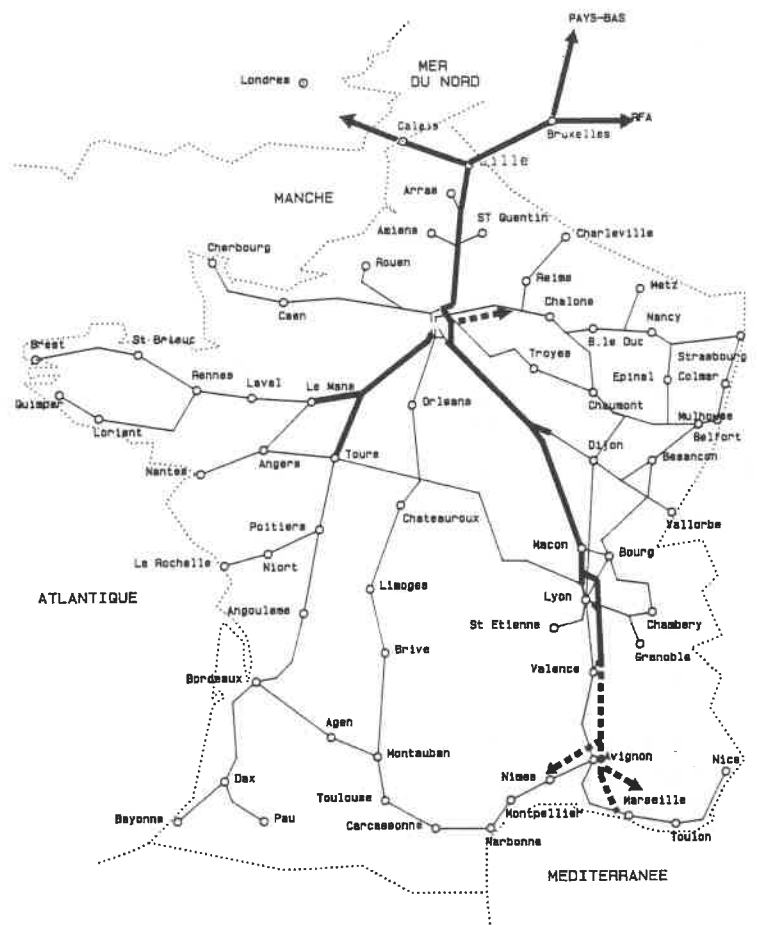 PAYS-BAS
MER
DU NORD
Londres
RFA
Calais
Bruxelles
Lille
Arras
MANCHE
ST Quentin
Amiens
Charleville
Cherbourg
Rouen
Reims
Metz
Chalons
Caen
Nancy
B.le Duc
St-Brieuc
Troyes
Strasbourg
Brest
Rennes
Laval
Le Mans
Epinal
Colmar
Quimper
Orleans
Chaumont
Lorient
Mulhouse
Belfort
Dijon
Angers
Tours
Besancon
Nantes
Chateauroux
Poitiers
Vallorbe
Macon
Bourg
La Rochelle
Niort
Limoges
ATLANTIQUE
Lyon
Angouleme
St Etienne
Chambery
Brive
Grenoble
Valence
Bordeaux
Agen
Montauban
Avignon
Nice
Dax
Nimes
Toulouse
Marseille
Bayonne
Pau
Montpellier
Carcassonne
Toulon
Narbonne
MEDITERRANEE